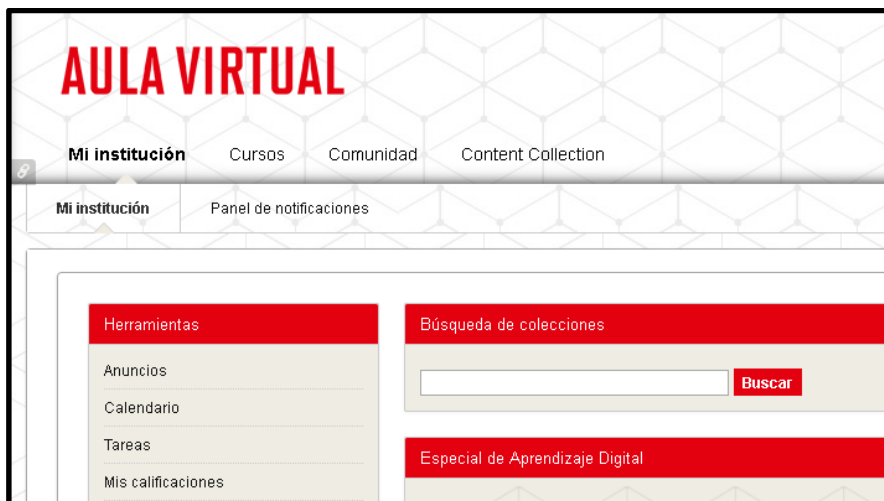 AULA VIRTUAL
Mi institución Cursos Comunidad Content Collection
Mi institución Panel de notificaciones
Herramientas
Anuncios
Calendario
Tareas
Mis calificaciones
Búsqueda de colecciones
Buscar
Especial de Aprendizaje Digital